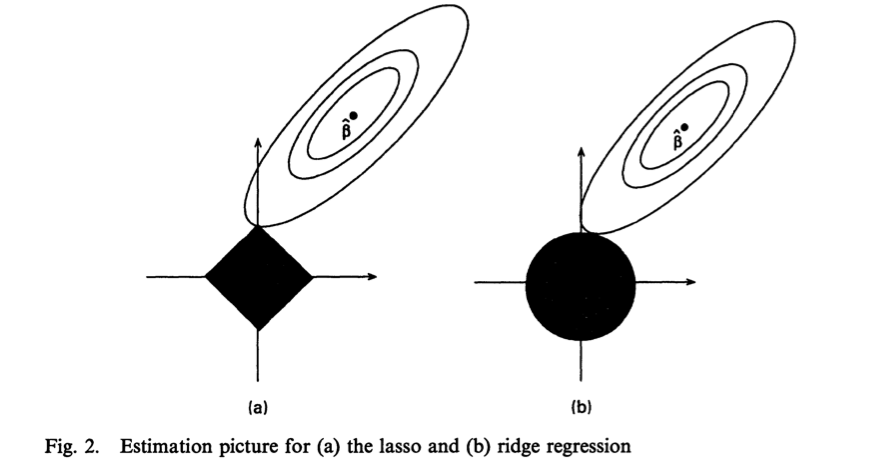 β̂
β̂
(a)
(b)
Fig. 2. Estimation picture for (a) the lasso and (b) ridge regression